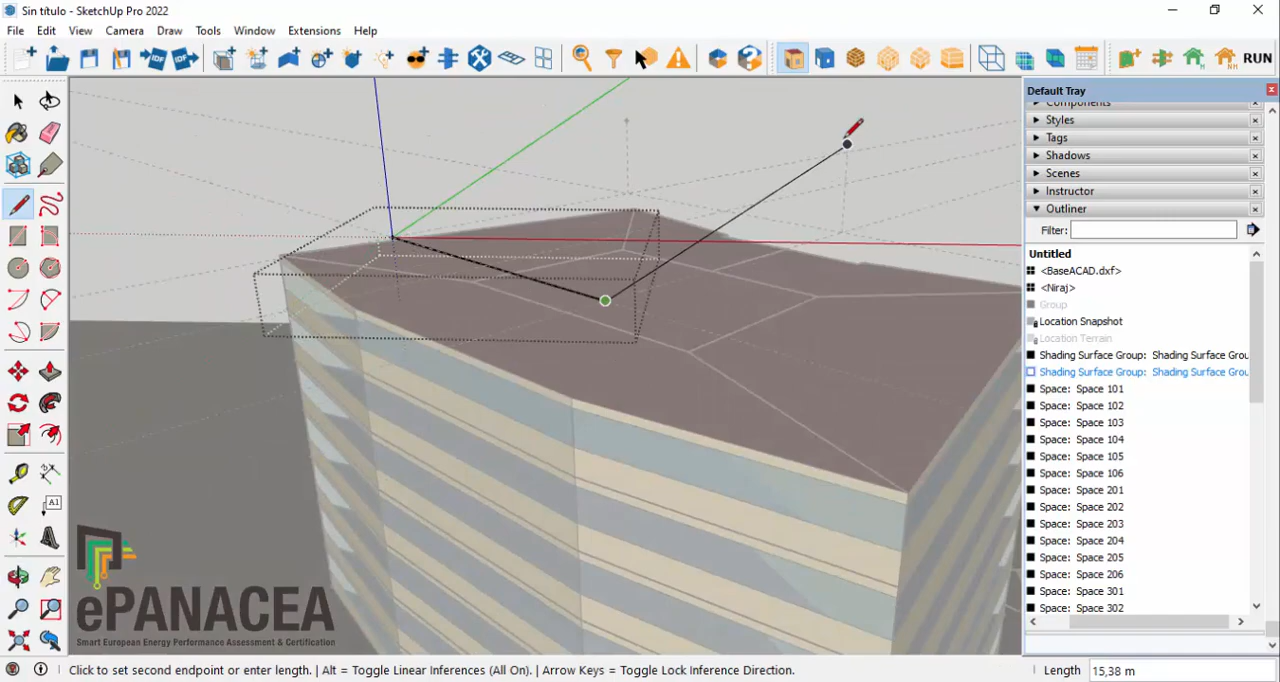 Sin título - SketchUp Pro 2022
File Edit View Camera Draw Tools Window Extensions Help
IDF IDF H NH RUN
Default Tray
Components
Styles
Tags
Shadows
Scenes
Instructor
Outliner
Filter:
Untitled
<BaseACAD.dxf>
<Niraj>
Group
Location Snapshot
Location Terrain
Shading Surface Group: Shading Surface Grou
Shading Surface Group: Shading Surface Grou
Space: Space 101
Space: Space 102
Space: Space 103
Space: Space 104
Space: Space 105
Space: Space 106
Space: Space 201
Space: Space 202
Space: Space 203
Space: Space 204
Space: Space 205
Space: Space 206
Space: Space 301
Space: Space 302
A1
ePANACEA
Smart European Energy Performance Assessment & Certification
Click to set second endpoint or enter length. | Alt = Toggle Linear Inferences (All On). | Arrow Keys = Toggle Lock Inference Direction.
Length 15,38 m